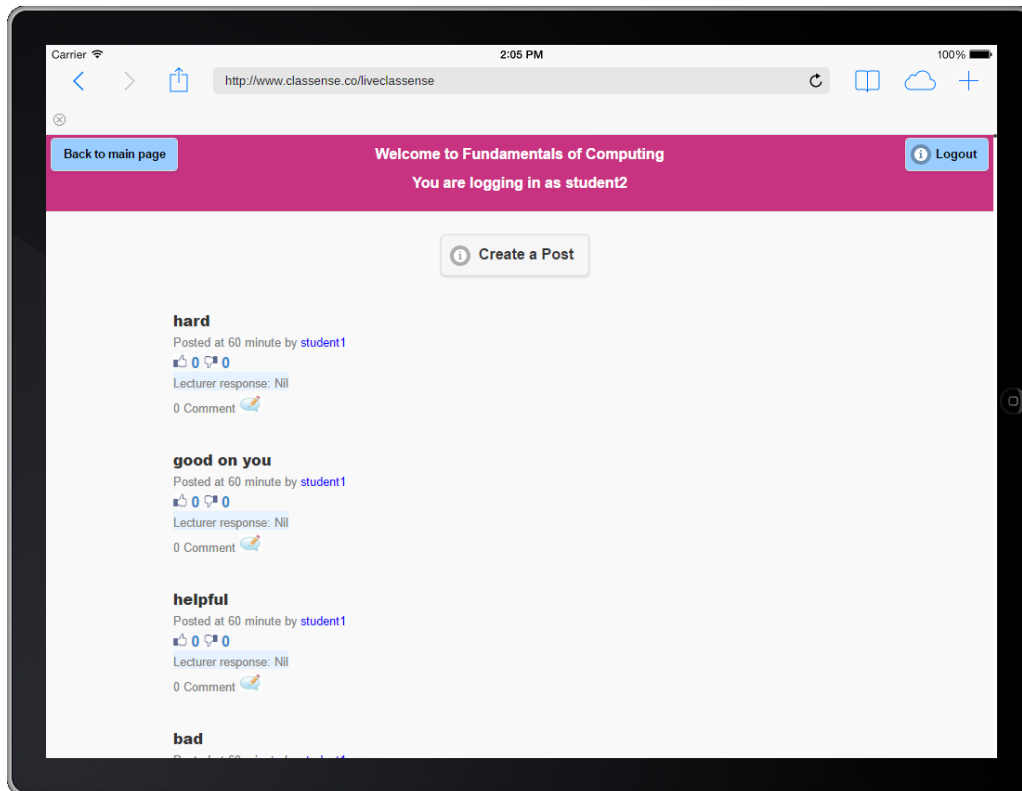 Carrier 2:05 PM 100%
http://www.classense.co/liveclassense
Back to main page Welcome to Fundamentals of Computing Logout
You are logging in as student2
Create a Post
hard
Posted at 60 minute by student1
0 0
Lecturer response: Nil
0 Comment
good on you
Posted at 60 minute by student1
0 0
Lecturer response: Nil
0 Comment
helpful
Posted at 60 minute by student1
0 0
Lecturer response: Nil
0 Comment
bad